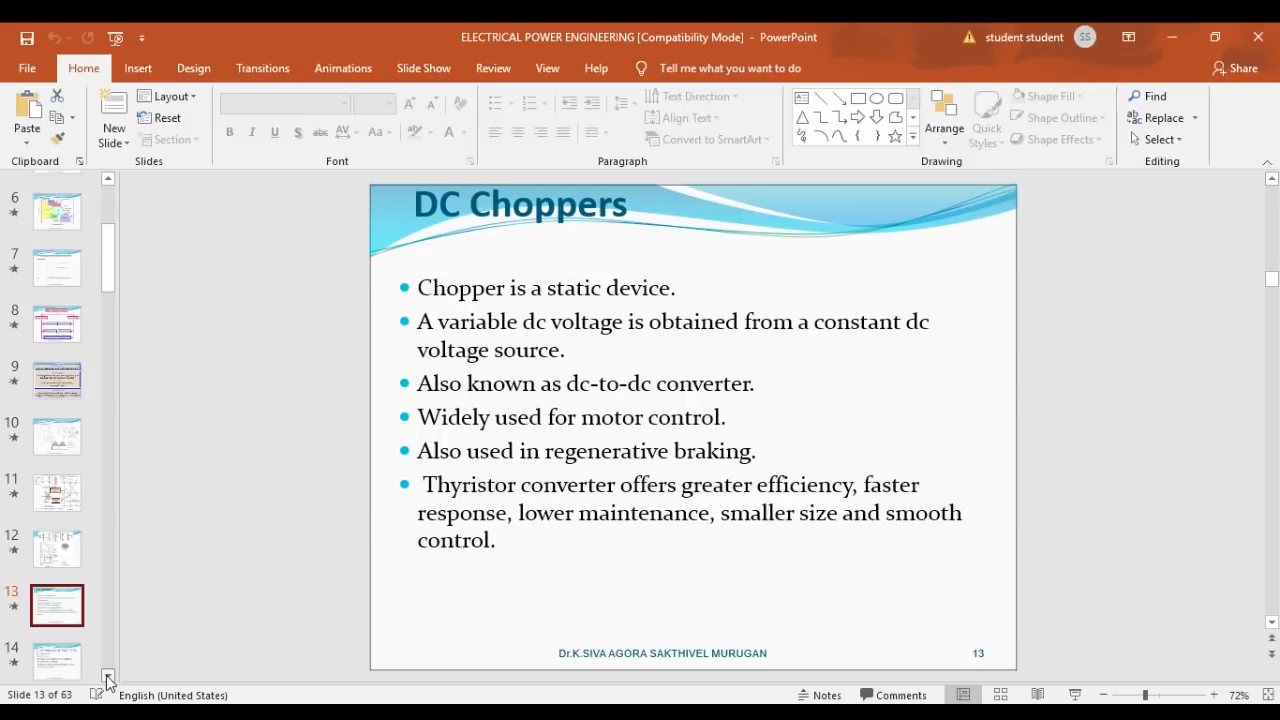 ELECTRICAL POWER ENGINEERING [Compatibility Mode] - PowerPoint
student student
SS
File
Home
Insert
Design
Transitions
Animations
Slide Show
Review
View
Help
Tell me what you want to do
Share
Paste
New
Slide
Layout
Reset
Section
Text Direction
Align Text
Convert to SmartArt
Arrange
Quick
Styles
Shape Fill
Shape Outline
Shape Effects
Find
Replace
Select
Clipboard
Slides
Font
Paragraph
Drawing
Editing
6
7
8
9
10
11
12
13
14
DC Choppers
Chopper is a static device.
A variable dc voltage is obtained from a constant dc
voltage source.
Also known as dc-to-dc converter.
Widely used for motor control.
Also used in regenerative braking.
Thyristor converter offers greater efficiency, faster
response, lower maintenance, smaller size and smooth
control.
Dr.K.SIVA AGORA SAKTHIVEL MURUGAN
13
Slide 13 of 63
English (United States)
Notes
Comments
72%